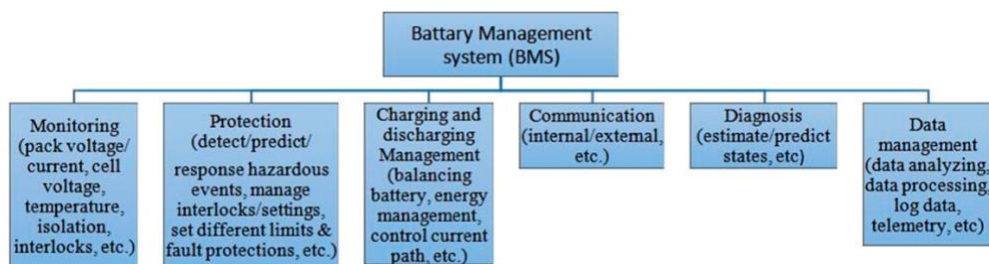 Battary Management
system (BMS)
Monitoring
(pack voltage/
current, cell
voltage,
temperature,
isolation,
interlocks, etc.)
Protection
(detect/predict/
response hazardous
events, manage
interlocks/settings,
set different limits &
fault protections, etc.)
Charging and
discharging
Management
(balancing
battery, energy
management,
control current
path, etc.)
Communication
(internal/external,
etc.)
Diagnosis
(estimate/predict
states, etc)
Data
management
(data analyzing,
data processing,
log data,
telemetry, etc)